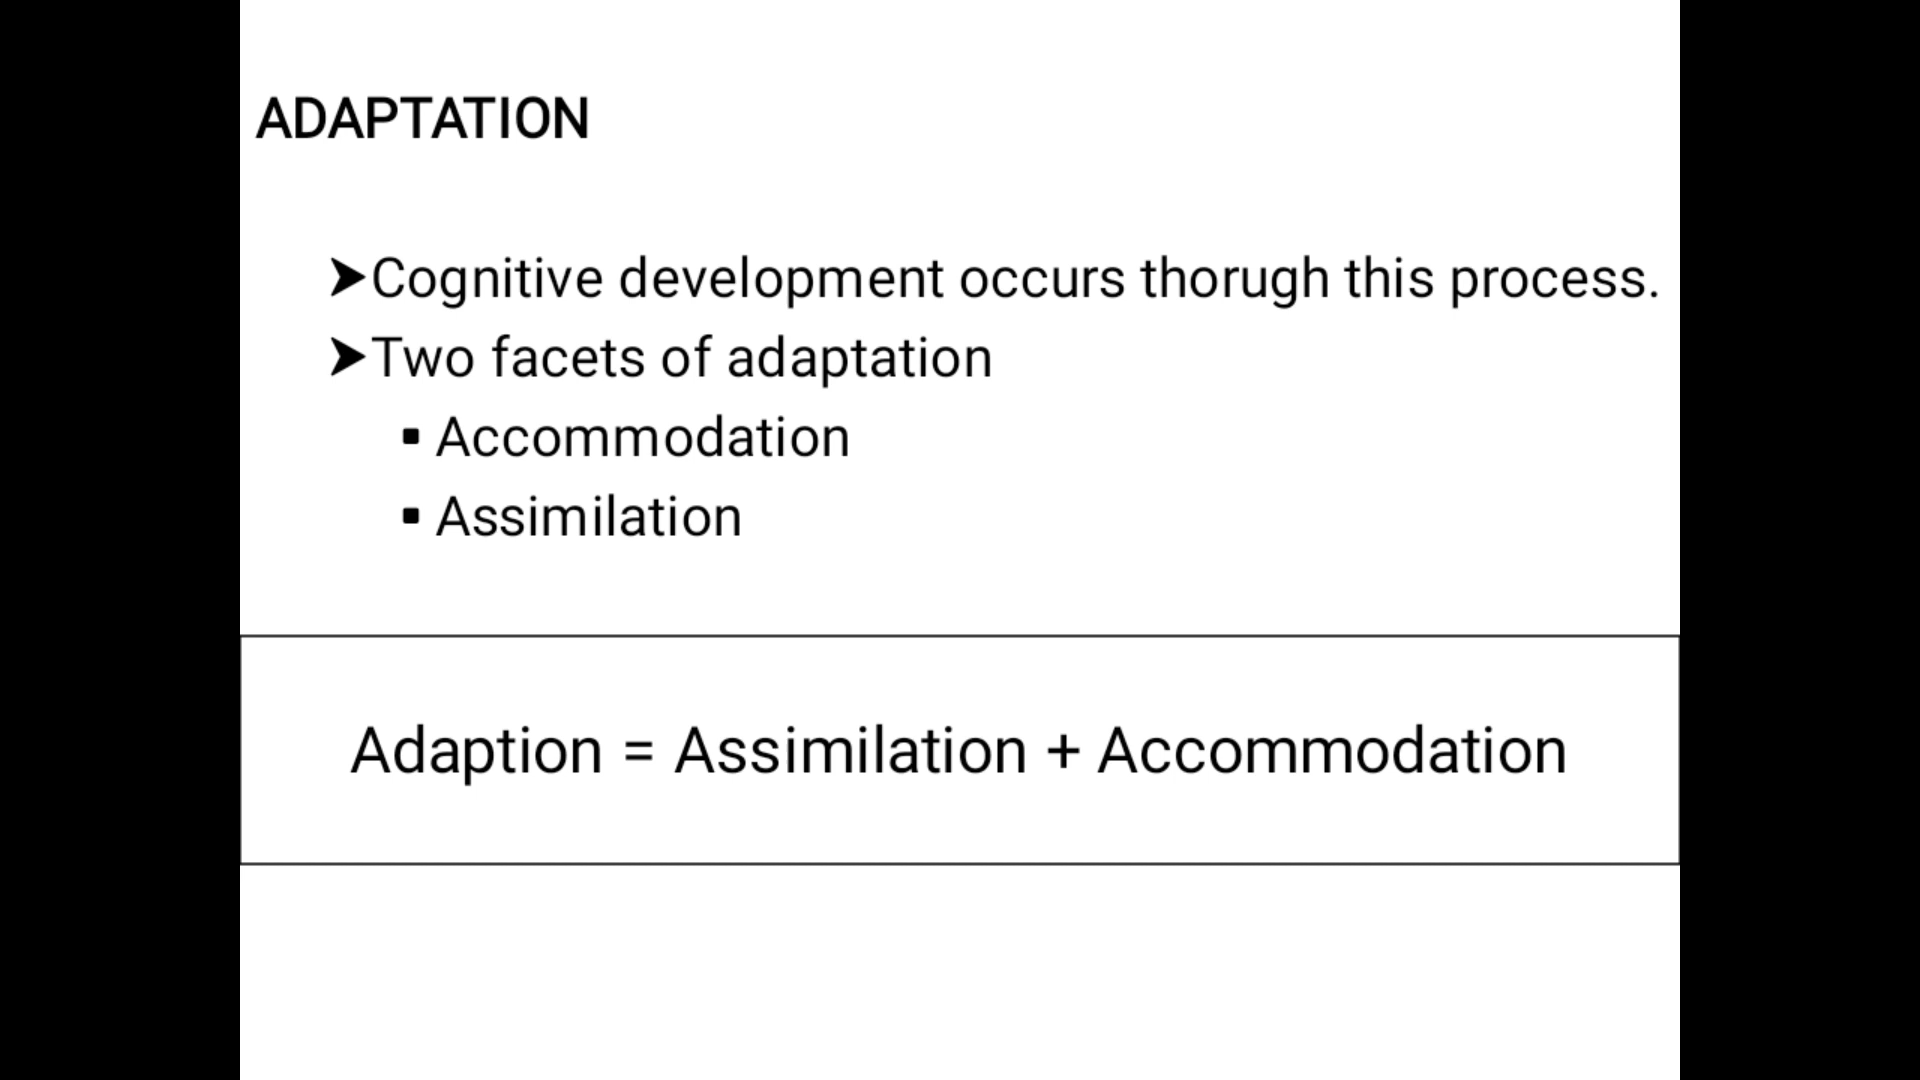 ADAPTATION
➤Cognitive development occurs thorugh this process.
➤Two facets of adaptation
▪ Accommodation
▪ Assimilation
Adaption = Assimilation + Accommodation